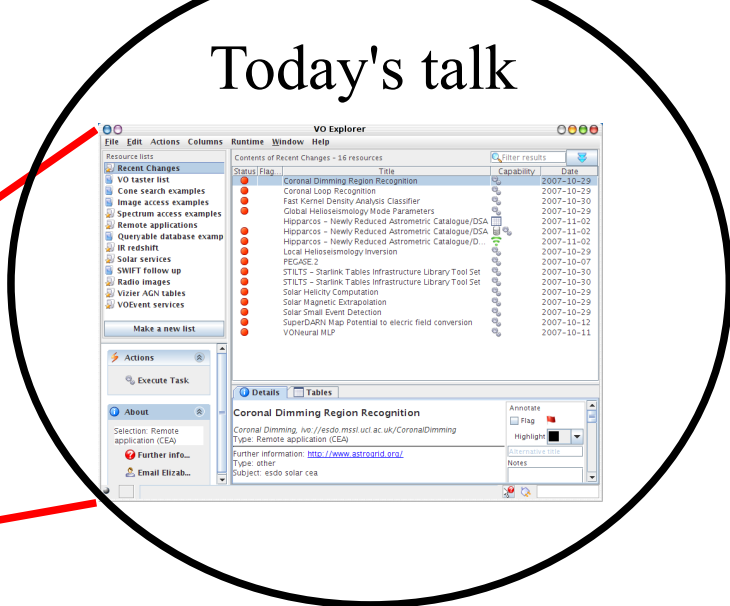 Today's talk
VO Explorer
File Edit Actions Columns Runtime Window Help
Resource lists
Recent Changes
VO taster list
Cone search examples
Image access examples
Spectrum access examples
Remote applications
Queryable database examp
IR redshift
Solar services
SWIFT follow up
Radio images
Vizier AGN tables
VOEvent services
Make a new list
Actions
Execute Task
About
Selection: Remote
application (CEA)
Further info...
Email Elizab...
Contents of Recent Changes - 16 resources
Filter results
Status Flag... Title Capability Date
Coronal Dimming Region Recognition 2007-10-29
Coronal Loop Recognition 2007-10-29
Fast Kernel Density Analysis Classifier 2007-10-30
Global Helioseismology Mode Parameters 2007-10-29
Hipparcos - Newly Reduced Astrometric Catalogue/DSA 2007-11-02
Hipparcos - Newly Reduced Astrometric Catalogue/DSA 2007-11-02
Hipparcos - Newly Reduced Astrometric Catalogue/D... 2007-11-02
Local Helioseismology Inversion 2007-10-29
PEGASE.2 2007-10-07
STILTS - Starlink Tables Infrastructure Library Tool Set 2007-10-30
STILTS - Starlink Tables Infrastructure Library Tool Set 2007-10-30
Solar Helicity Computation 2007-10-29
Solar Magnetic Extrapolation 2007-10-29
Solar Small Event Detection 2007-10-29
SuperDARN Map Potential to elecric field conversion 2007-10-12
VONeural MLP 2007-10-11
Details Tables
Coronal Dimming Region Recognition
Coronal Dimming, ivo://esdo.mssl.ucl.ac.uk/CoronalDimming
Type: Remote application (CEA)
Further information: http://www.astrogrid.org/
Type: other
Subject: esdo solar cea
Annotate
Flag
Highlight
Alternative title
Notes